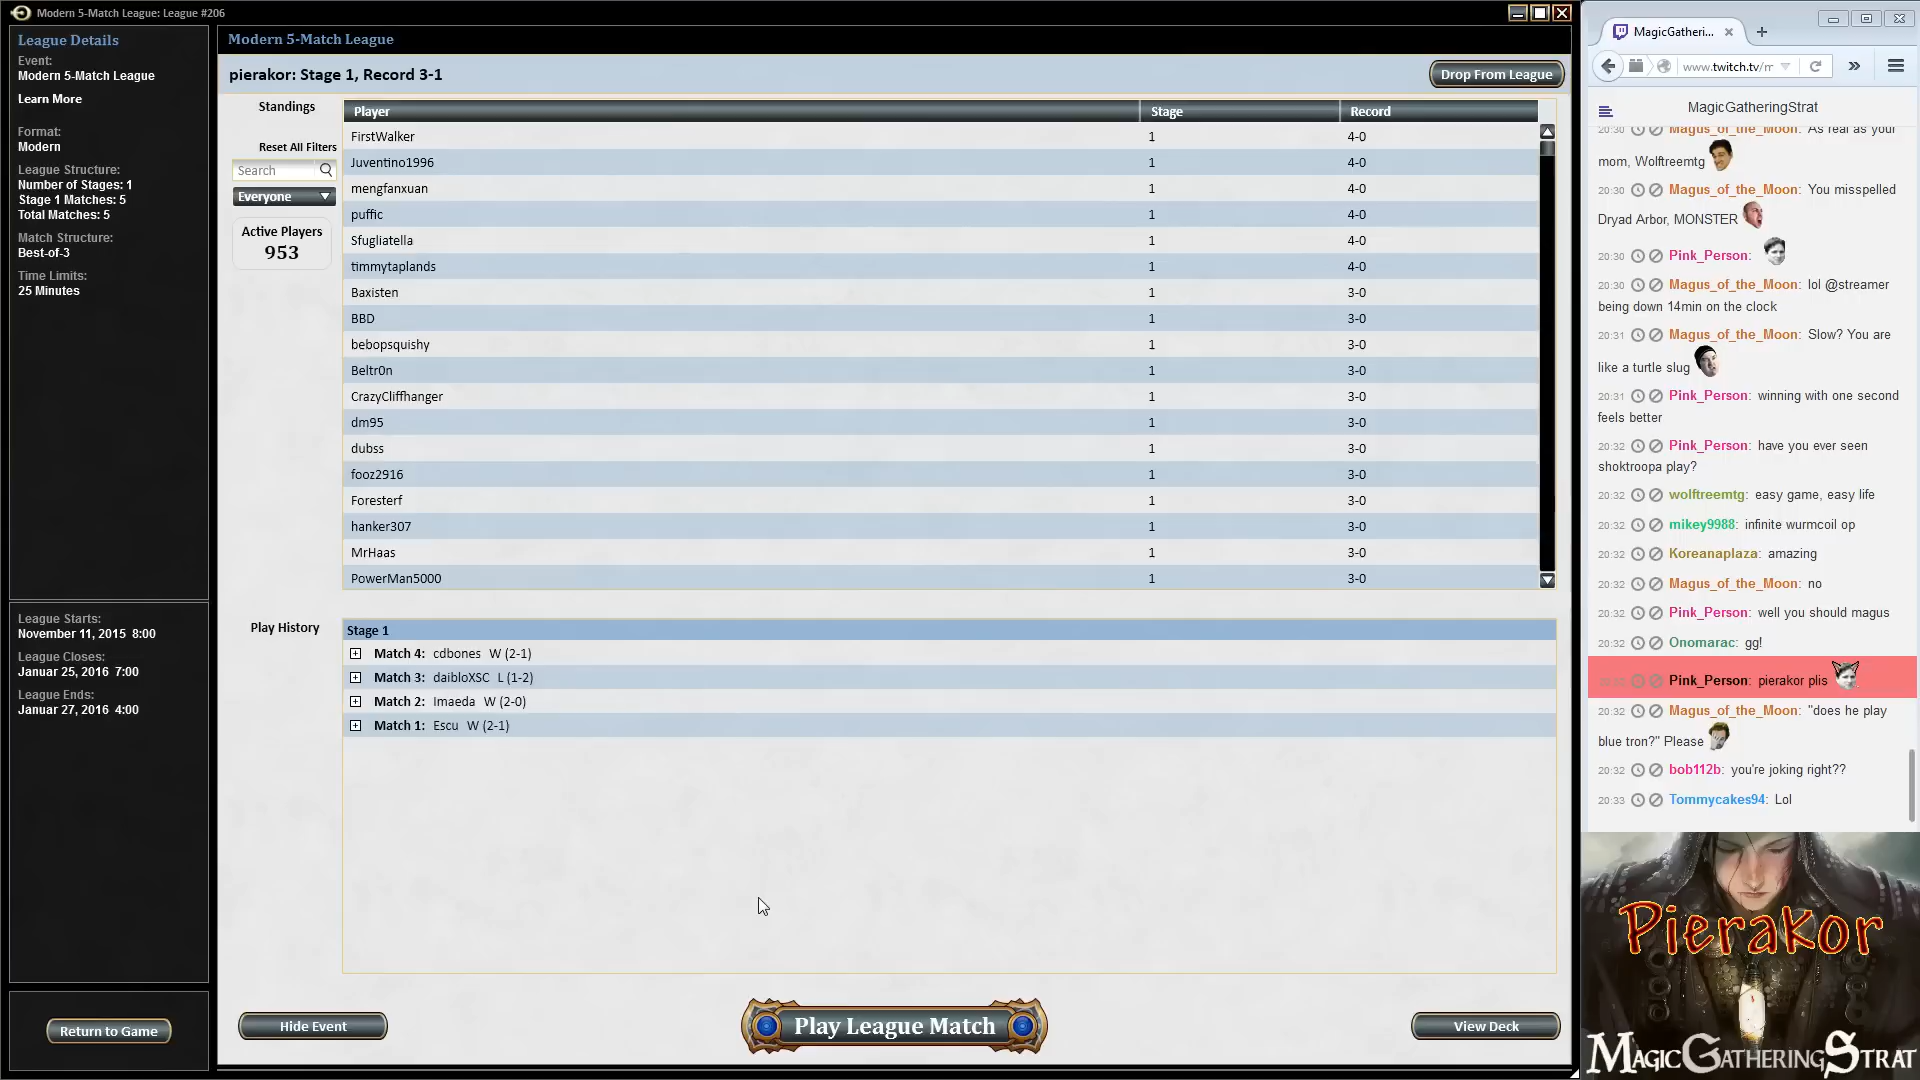 Modern 5-Match League: League #206
League Details
Event:
Modern 5-Match League
Learn More
Format:
Modern
League Structure:
Number of Stages: 1
Stage 1 Matches: 5
Total Matches: 5
Match Structure:
Best-of-3
Time Limits:
25 Minutes
League Starts:
November 11, 2015 8:00
League Closes:
Januar 25, 2016 7:00
League Ends:
Januar 27, 2016 4:00
Return to Game
Modern 5-Match League
pierakor: Stage 1, Record 3-1
Drop From League
Standings
Reset All Filters
Search
Everyone
Active Players
953
Player Stage Record
FirstWalker 1 4-0
Juventino1996 1 4-0
mengfanxuan 1 4-0
puffic 1 4-0
Sfugliatella 1 4-0
timmytaplands 1 4-0
Baxisten 1 3-0
BBD 1 3-0
bebopsquishy 1 3-0
Beltr0n 1 3-0
CrazyCliffhanger 1 3-0
dm95 1 3-0
dubss 1 3-0
fooz2916 1 3-0
Foresterf 1 3-0
hanker307 1 3-0
MrHaas 1 3-0
PowerMan5000 1 3-0
Play History
Stage 1
Match 4: cdbones W (2-1)
Match 3: daibloXSC L (1-2)
Match 2: Imaeda W (2-0)
Match 1: Escu W (2-1)
Hide Event
Play League Match
View Deck
MagicGatheri...
www.twitch.tv/m
MagicGatheringStrat
20:30 Magus_of_the_Moon: As real as your
mom, Wolftreemtg
20:30 Magus_of_the_Moon: You misspelled
Dryad Arbor, MONSTER
20:30 Pink_Person:
20:30 Magus_of_the_Moon: lol @streamer
being down 14min on the clock
20:31 Magus_of_the_Moon: Slow? You are
like a turtle slug
20:31 Pink_Person: winning with one second
feels better
20:32 Pink_Person: have you ever seen
shoktroopa play?
20:32 wolftreemtg: easy game, easy life
20:32 mikey9988: infinite wurmcoil op
20:32 Koreanaplaza: amazing
20:32 Magus_of_the_Moon: no
20:32 Pink_Person: well you should magus
20:32 Onomarac: gg!
20:32 Pink_Person: pierakor plis
20:32 Magus_of_the_Moon: "does he play
blue tron?" Please
20:32 bob112b: you're joking right??
20:33 Tommycakes94: Lol
Pierakor
MagicGatheringStrat